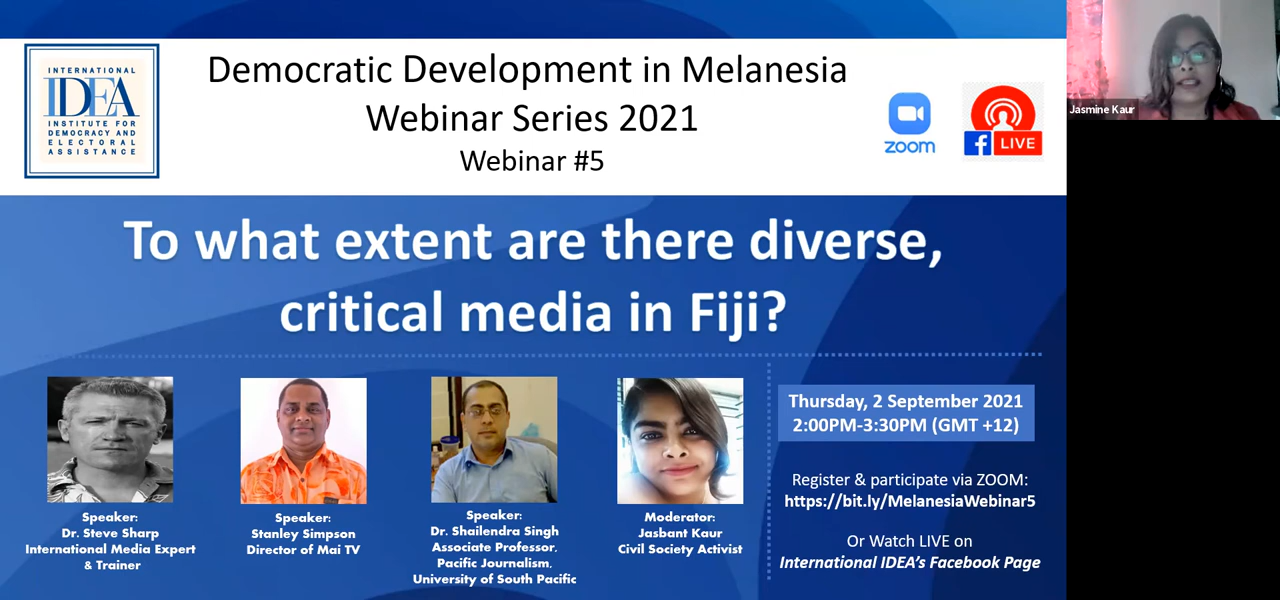 INTERNATIONAL
IDEA
INSTITUTE FOR
DEMOCRACY AND
ELECTORAL
ASSISTANCE
Democratic Development in Melanesia
Webinar Series 2021
Webinar #5
zoom
f LIVE
Jasmine Kaur
To what extent are there diverse,
critical media in Fiji?
Speaker:
Dr. Steve Sharp
International Media Expert
& Trainer
Speaker:
Stanley Simpson
Director of Mai TV
Speaker:
Dr. Shailendra Singh
Associate Professor,
Pacific Journalism,
University of South Pacific
Moderator:
Jasbant Kaur
Civil Society Activist
Thursday, 2 September 2021
2:00PM-3:30PM (GMT +12)
Register & participate via ZOOM:
https://bit.ly/MelanesiaWebinar5
Or Watch LIVE on
International IDEA's Facebook Page